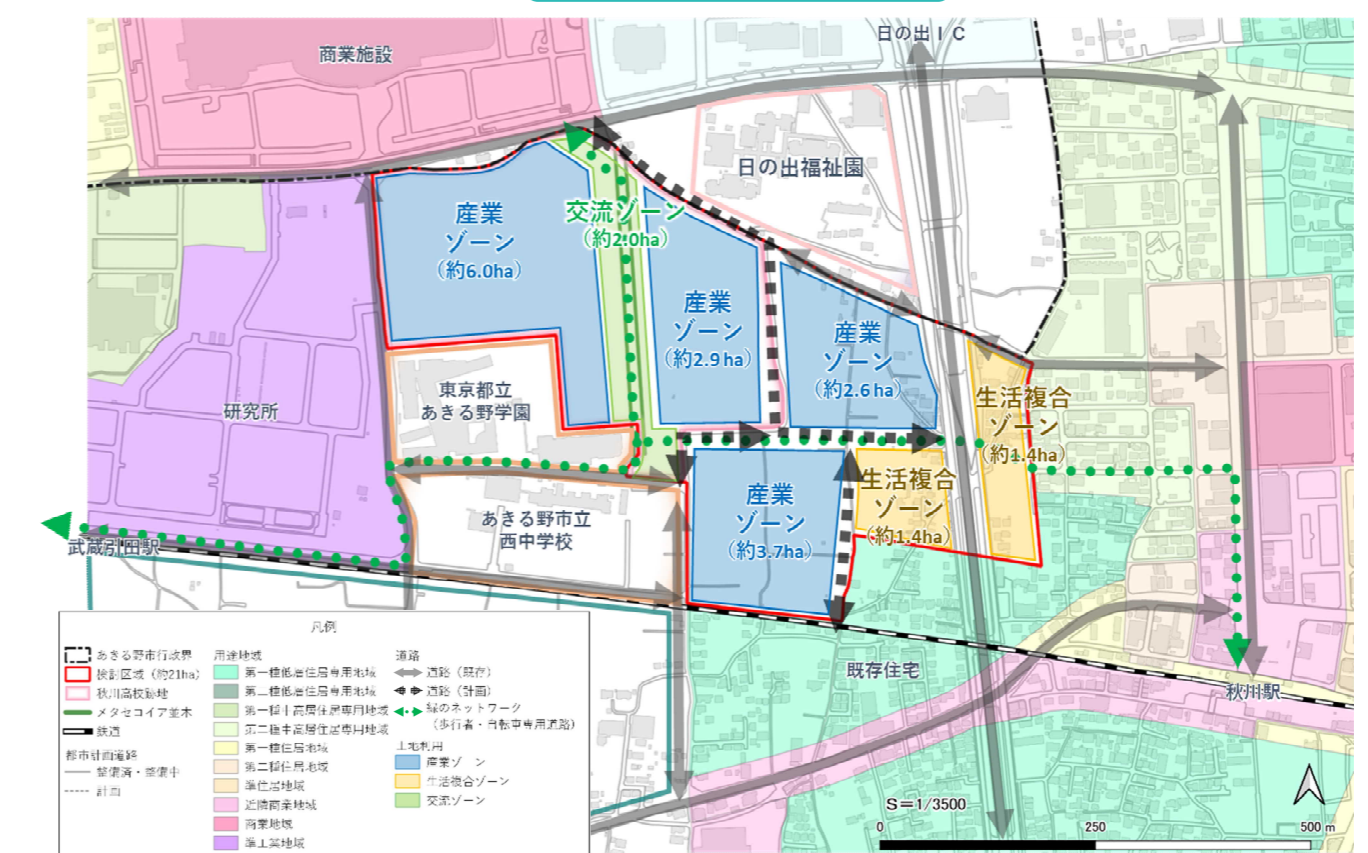 商業施設
日の出IC
日の出福祉園
産業
ゾーン
(約6.0ha)
交流ゾーン
(約2.0ha)
産業
ゾーン
(約2.9ha)
産業
ゾーン
(約2.6ha)
生活複合
ゾーン
(約1.4ha)
東京都立
あきる野学園
研究所
産業
ゾーン
(約3.7ha)
生活複合
ゾーン
(約1.4ha)
あきる野市立
西中学校
武蔵引田駅
既存住宅
秋川駅
凡例
あきる野市行政界
検討区域(約21ha)
秋川高校跡地
メタセコイア並木
鉄道
都市計画道路
整備済・整備中
計画
用途地域
第一種低層住居専用地域
第二種低層住居専用地域
第一種中高層住居専用地域
第二種中高層住居専用地域
第一種住居地域
第二種住居地域
準住居地域
近隣商業地域
商業地域
準工業地域
道路
道路(既存)
道路(計画)
緑のネットワーク
(歩行者・自転車専用道路)
土地利用
産業ゾーン
生活複合ゾーン
交流ゾーン
S=1/3500
0 250 500 m